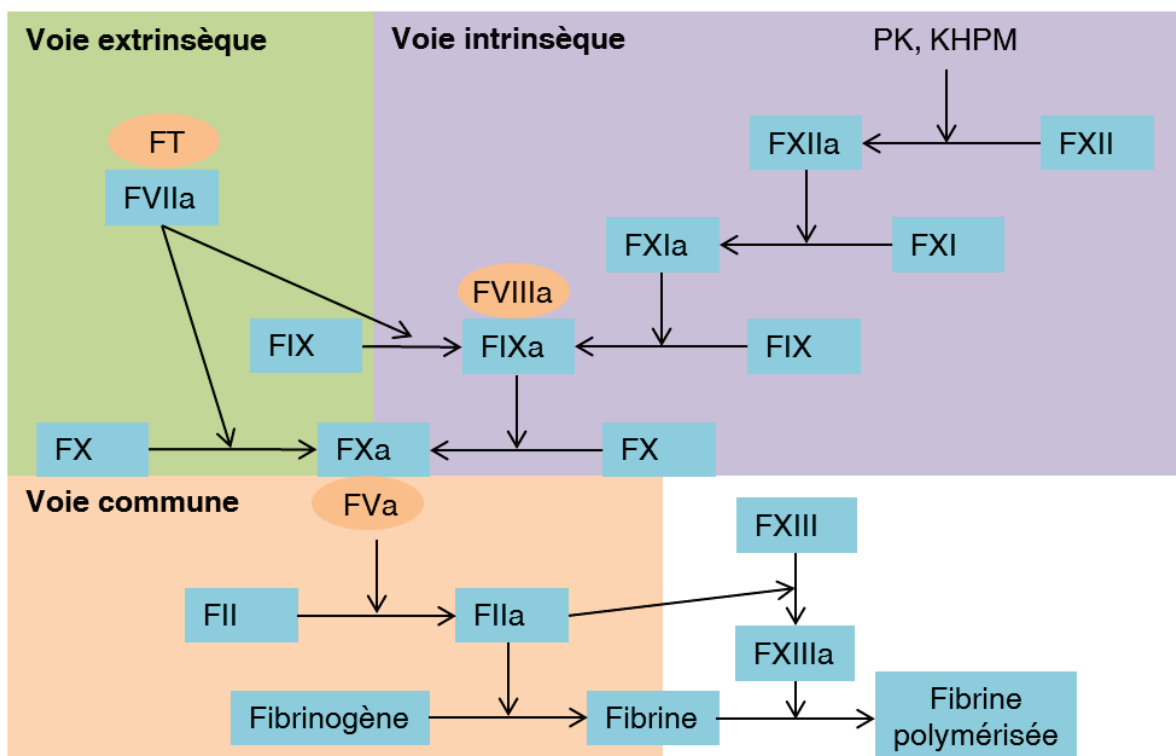 Voie extrinsèque
Voie intrinsèque
PK, KHPM
FT
FVIIa
FXIIa
FXII
FXIa
FXI
FVIIIa
FIX
FIXa
FIX
FX
FXa
FX
Voie commune
FVa
FXIII
FII
FIIa
FXIIIa
Fibrinogène
Fibrine
Fibrine
polymérisée